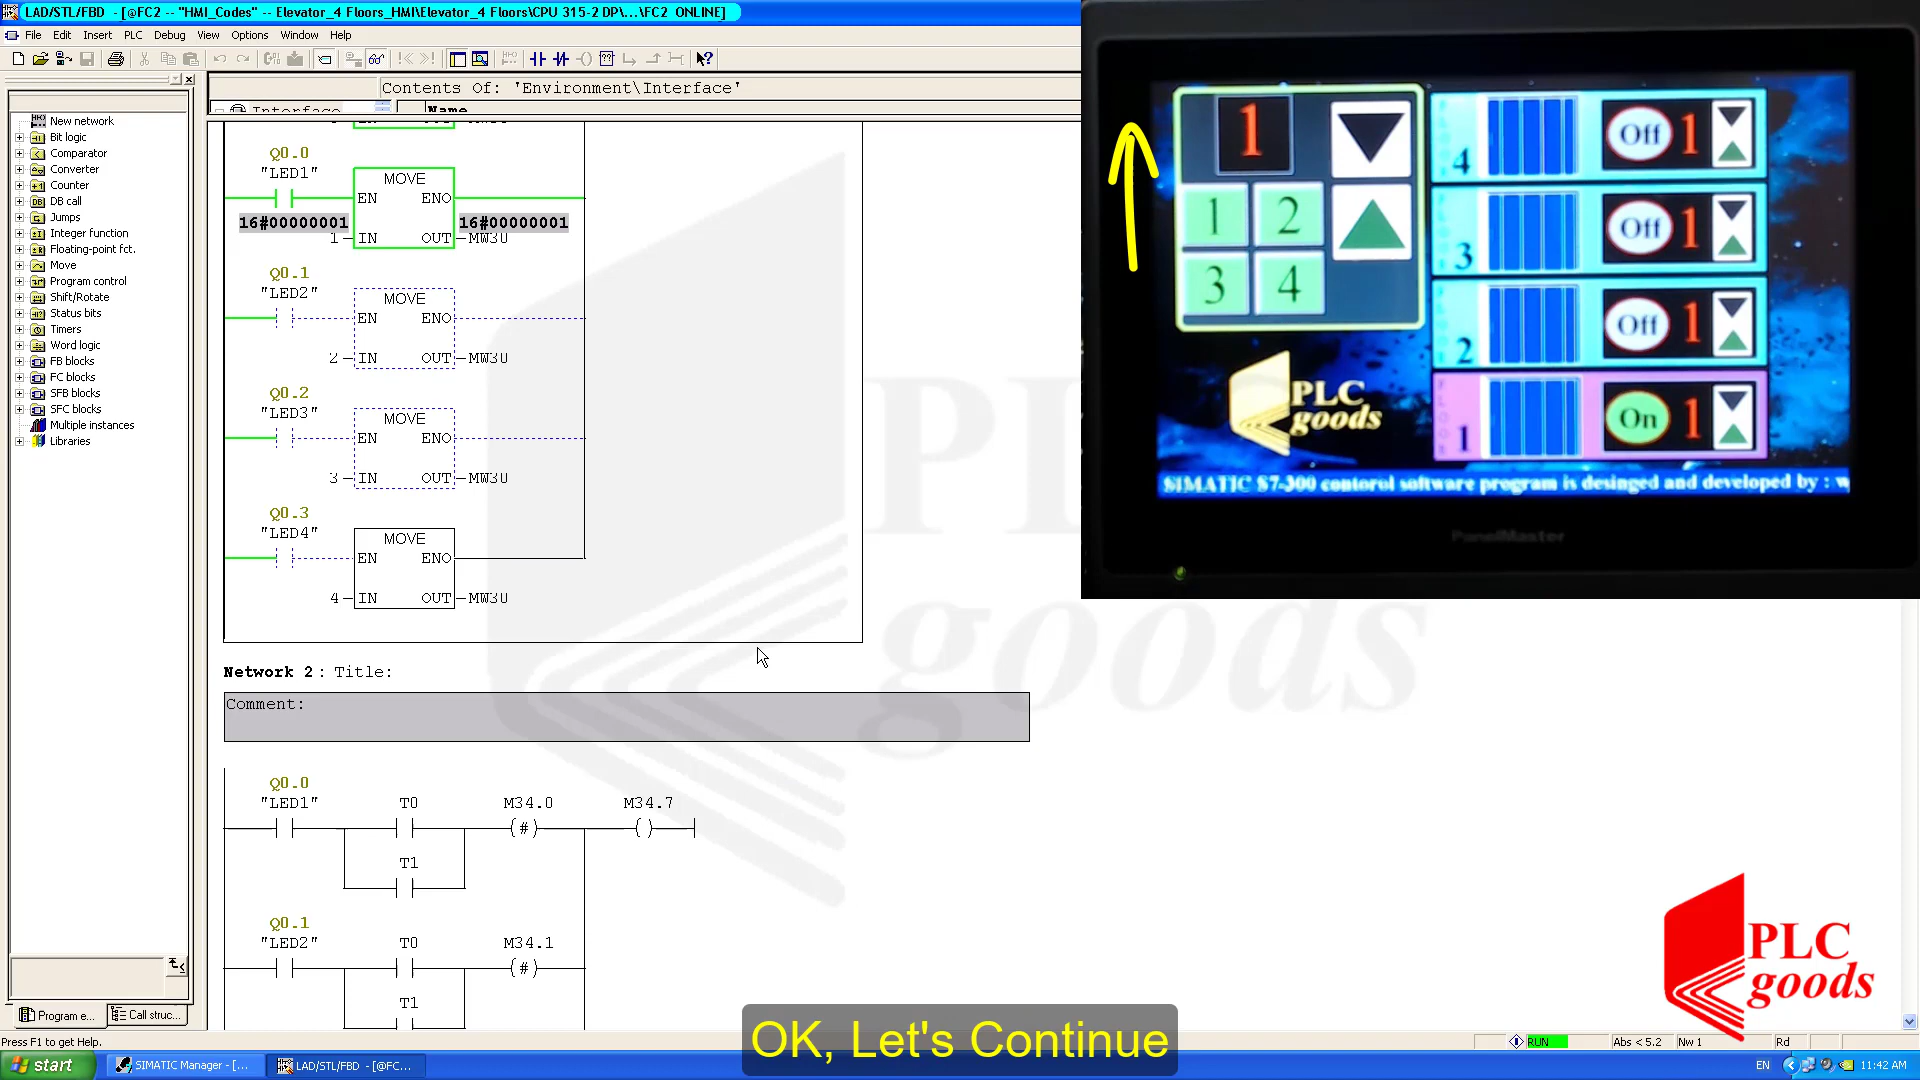 LAD/STL/FBD - [@FC2 -- "HMI_Codes" -- Elevator_4 Floors_HMI\Elevator_4 Floors\CPU 315-2 DP\...\FC2 ONLINE]
File Edit Insert PLC Debug View Options Window Help
Contents Of: 'Environment\Interface'
Interface
Name
New network
Bit logic
Comparator
Converter
Counter
DB call
Jumps
Integer function
Floating-point fct.
Move
Program control
Shift/Rotate
Status bits
Timers
Word logic
FB blocks
FC blocks
SFB blocks
SFC blocks
Multiple instances
Libraries
Program e...
Call struc...
Q0.0
"LED1"
MOVE
EN ENO
16#00000001 16#00000001
1 IN OUT MW30
Q0.1
"LED2"
MOVE
EN ENO
2 IN OUT MW30
Q0.2
"LED3"
MOVE
EN ENO
3 IN OUT MW30
Q0.3
"LED4"
MOVE
EN ENO
4 IN OUT MW30
Network 2: Title:
Comment:
Q0.0
"LED1" T0 M34.0 M34.7
(#) ( )
T1
Q0.1
"LED2" T0 M34.1
(#)
T1
1
1 2
3 4
4 Off 1
3 Off 1
2 Off 1
1 On 1
PLC
goods
SIMATIC S7-300 contorol software program is desinged and developed by : w
PanelMaster
PLC
goods
PLC
goods
OK, Let's Continue
Press F1 to get Help.
RUN
Abs < 5.2
Nw 1
Rd
start
SIMATIC Manager - [...
LAD/STL/FBD - [@FC...
EN
11:42 AM